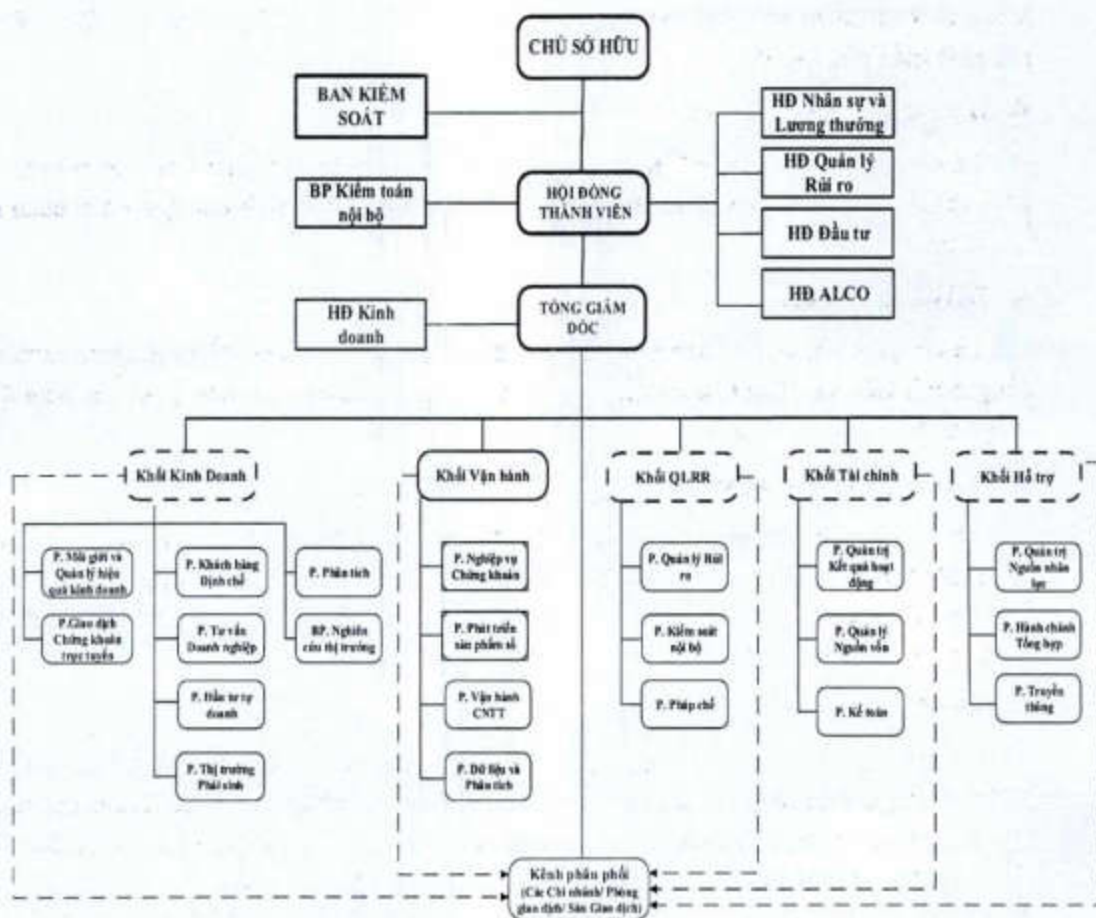 CHỦ SỞ HỮU
BAN KIỂM
SOÁT
HĐ Nhân sự và
Lương thưởng
HĐ Quản lý
Rủi ro
BP Kiểm toán
nội bộ
HỘI ĐỒNG
THÀNH VIÊN
HĐ Đầu tư
HĐ ALCO
HĐ Kinh
doanh
TỔNG GIÁM
ĐỐC
Khối Kinh Doanh
Khối Vận hành
Khối QLRR
Khối Tài chính
Khối Hỗ trợ
P. Môi giới và
Quản lý hiệu
quả kinh doanh
P. Khách hàng
Định chế
P. Phân tích
P. Nghiệp vụ
Chứng khoán
P. Quản lý Rủi
ro
P. Quản trị
Kết quả hoạt
động
P. Quản trị
Nguồn nhân
lực
P.Giao dịch
Chứng khoán
trực tuyến
P. Tư vấn
Doanh nghiệp
BP. Nghiên
cứu thị trường
P. Phát triển
sản phẩm số
P. Kiểm soát
nội bộ
P. Quản lý
Nguồn vốn
P. Hành chánh
Tổng hợp
P. Đầu tư tự
doanh
P. Vận hành
CNTT
P. Pháp chế
P. Kế toán
P. Truyền
thông
P. Thị trường
Phái sinh
P. Dữ liệu và
Phân tích
Kênh phân phối
(Các Chi nhánh/ Phòng
giao dịch/ Sàn Giao dịch)